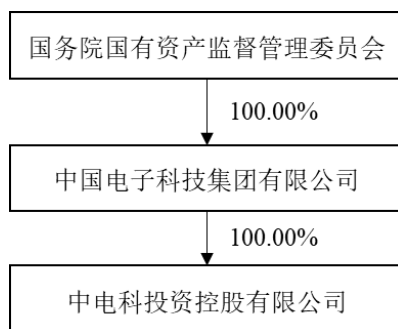 国务院国有资产监督管理委员会
100.00%
中国电子科技集团有限公司
100.00%
中电科投资控股有限公司